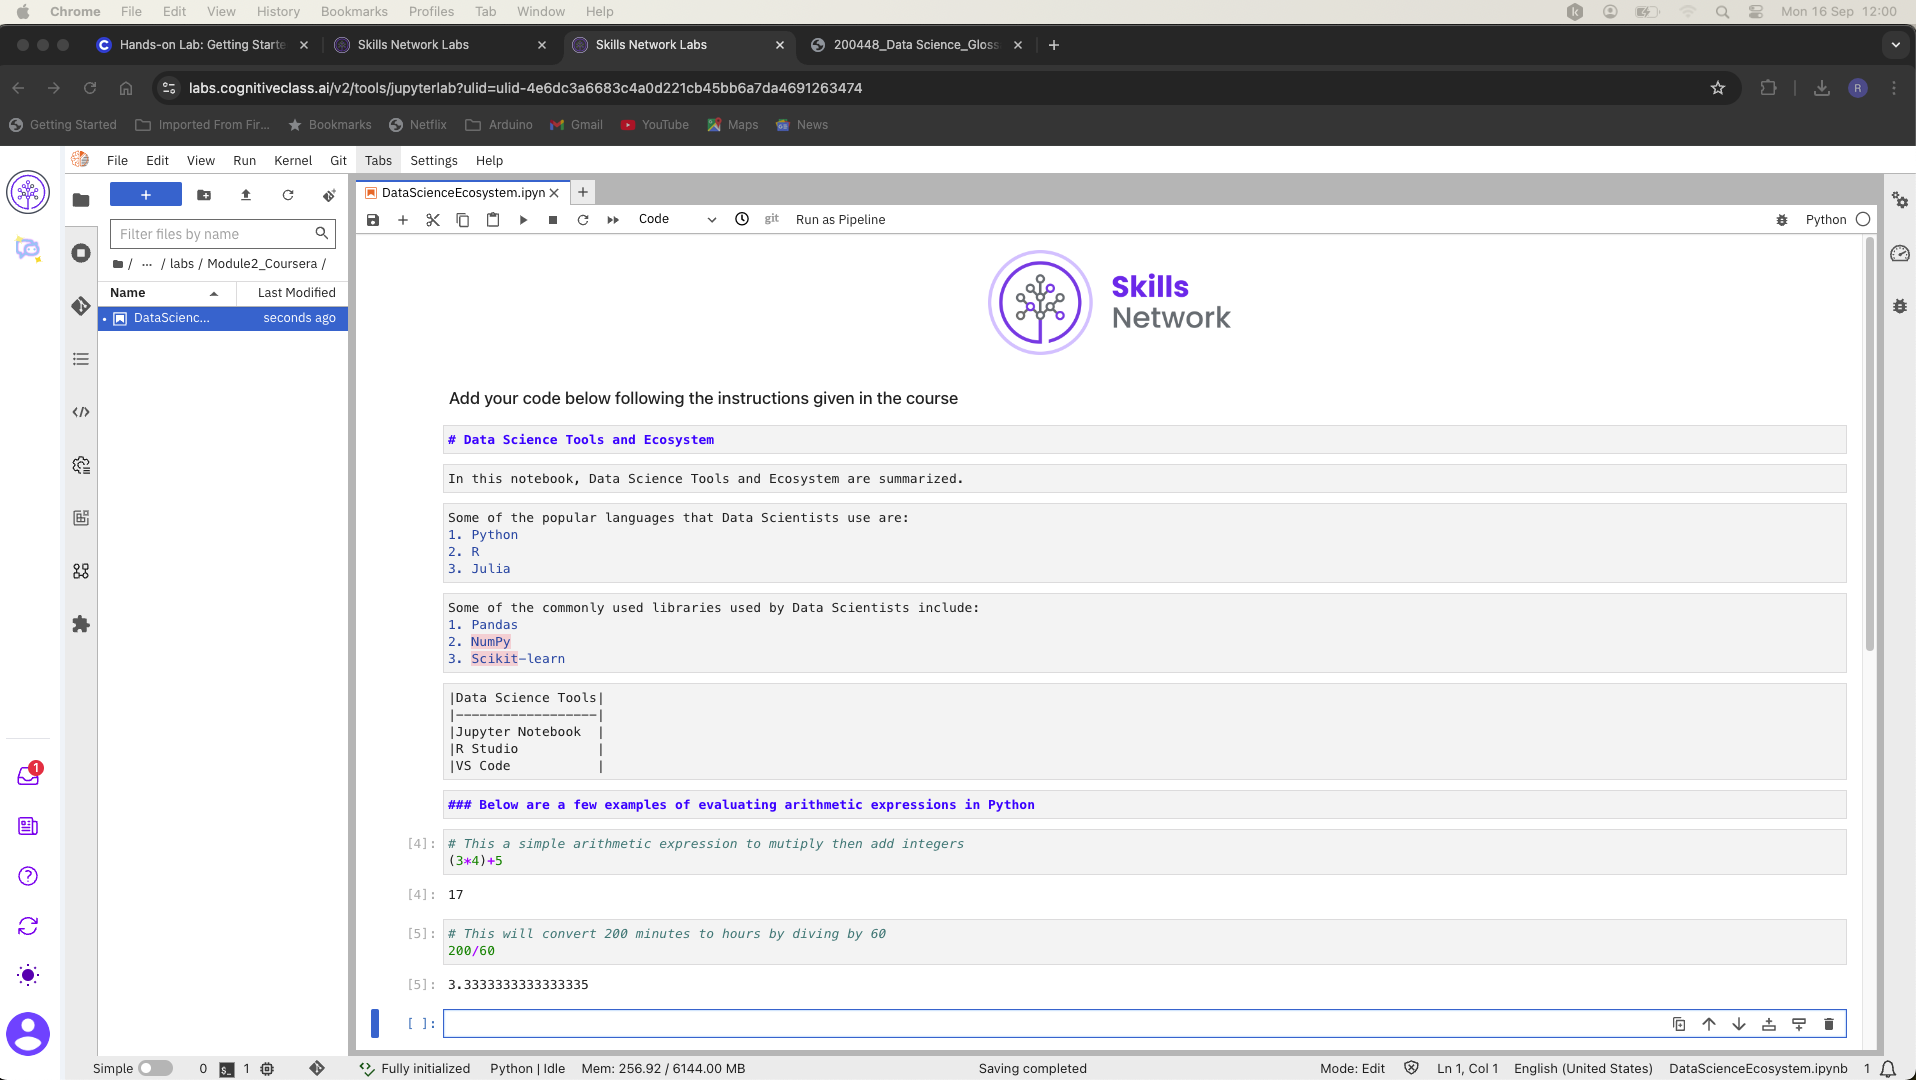 Chrome File Edit View History Bookmarks Profiles Tab Window Help Mon 16 Sep 12:00
Hands-on Lab: Getting Starte Skills Network Labs Skills Network Labs 200448_Data Science_Gloss
labs.cognitiveclass.ai/v2/tools/jupyterlab?ulid=ulid-4e6dc3a6683c4a0d221cb45bb6a7da4691263474 R
Getting Started Imported From Fir... Bookmarks Netflix Arduino Gmail YouTube Maps News
File Edit View Run Kernel Git Tabs Settings Help
DataScienceEcosystem.ipyn
Code git Run as Pipeline Python
Filter files by name
/ ... / labs / Module2_Coursera /
Name Last Modified
DataScienc... seconds ago
Skills
Network
Add your code below following the instructions given in the course
# Data Science Tools and Ecosystem
In this notebook, Data Science Tools and Ecosystem are summarized.
Some of the popular languages that Data Scientists use are:
1. Python
2. R
3. Julia
Some of the commonly used libraries used by Data Scientists include:
1. Pandas
2. NumPy
3. Scikit-learn
|Data Science Tools|
|------------------|
|Jupyter Notebook  |
|R Studio          |
|VS Code           |
### Below are a few examples of evaluating arithmetic expressions in Python
[4]: # This a simple arithmetic expression to mutiply then add integers
(3*4)+5
[4]: 17
[5]: # This will convert 200 minutes to hours by diving by 60
200/60
[5]: 3.3333333333333335
[ ]:
1
Simple 0 $_ 1 Fully initialized Python | Idle Mem: 256.92 / 6144.00 MB Saving completed Mode: Edit Ln 1, Col 1 English (United States) DataScienceEcosystem.ipynb 1